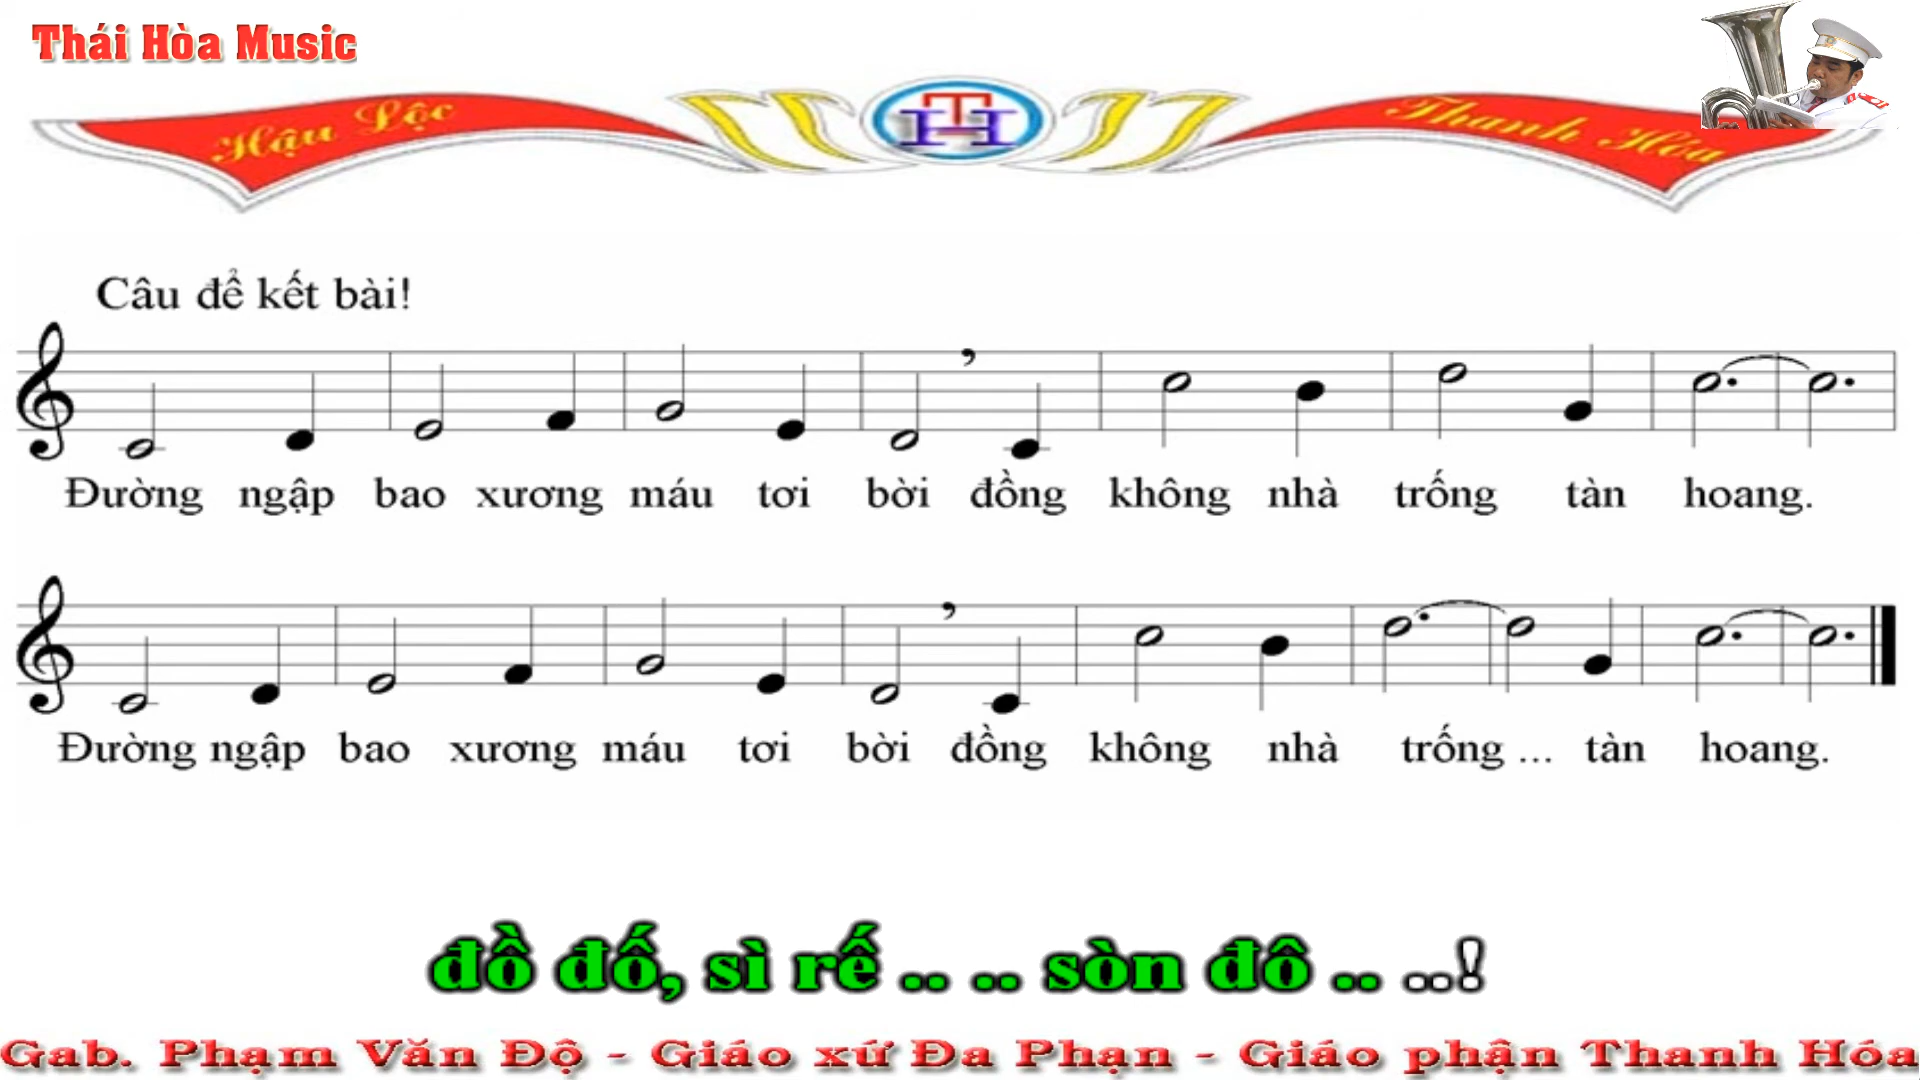 Thái Hòa Music
Hậu Lộc
TH
Thanh Hóa
Câu để kết bài!
Đường ngập bao xương máu tơi bời đồng không nhà trống tàn hoang.
Đường ngập bao xương máu tơi bời đồng không nhà trống ... tàn hoang.
đồ đố, sì rế .. .. sòn đô .. ..!
Gab. Phạm Văn Độ - Giáo xứ Đa Phạn - Giáo phận Thanh Hóa